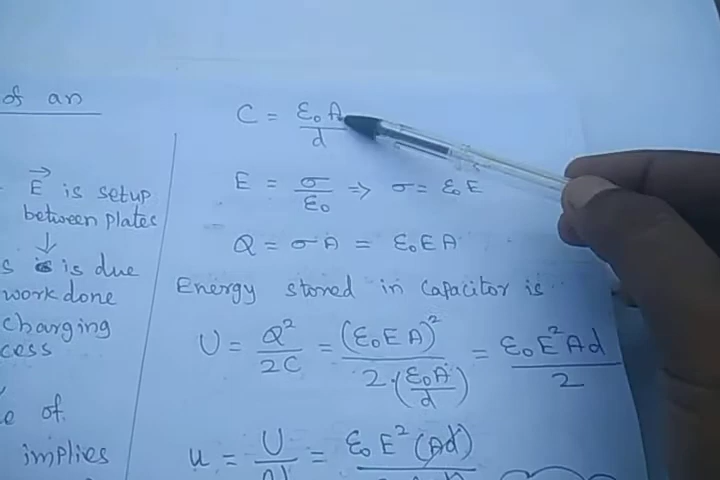 of an
E⃗ is setup
between plates
↓
is due
work done
charging
cess
of
implies
C = ε₀A/d
E = σ/ε₀ ⇒ σ = ε₀E
Q = σA = ε₀EA
Energy stored in capacitor is
U = Q²/2C = (ε₀EA)²/2·(ε₀A/d) = ε₀E²Ad/2
u = U/ = ε₀E²(Ad)/